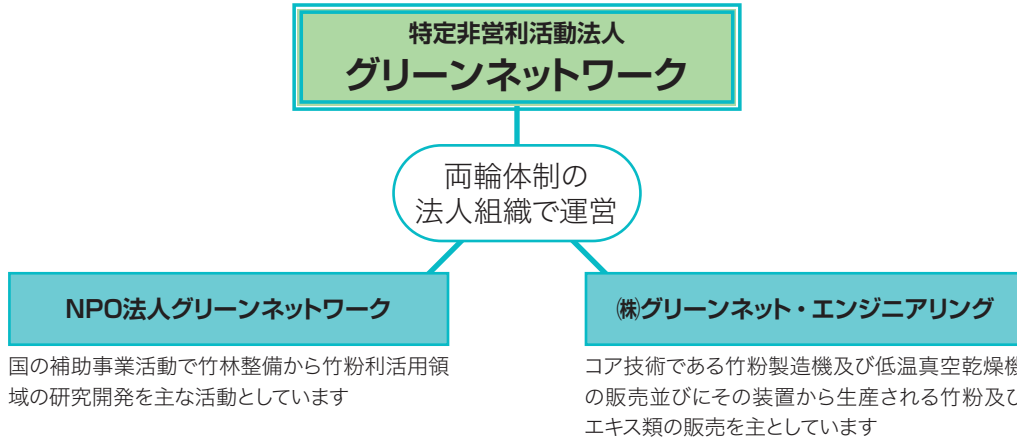 特定非営利活動法人
グリーンネットワーク
両輪体制の
法人組織で運営
NPO法人グリーンネットワーク
国の補助事業活動で竹林整備から竹粉利活用領
域の研究開発を主な活動としています
㈱グリーンネット・エンジニアリング
コア技術である竹粉製造機及び低温真空乾燥機
の販売並びにその装置から生産される竹粉及び
エキス類の販売を主としています